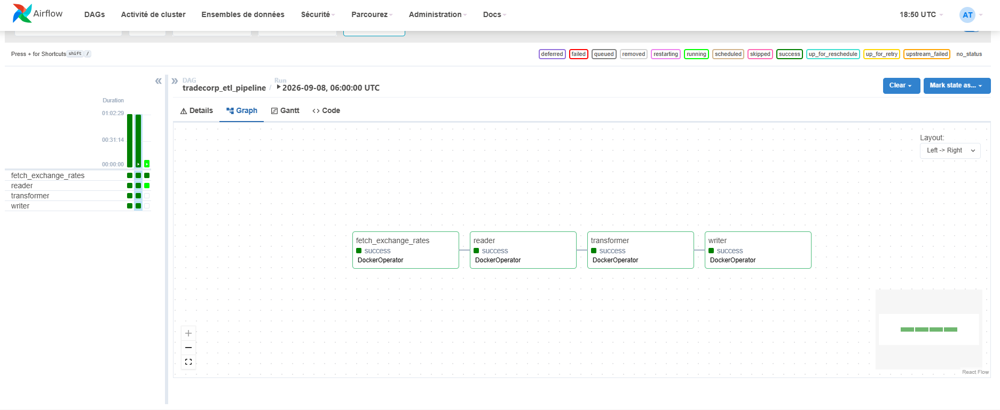 Airflow
DAGs
Activité de cluster
Ensembles de données
Sécurité
Parcourez
Administration
Docs
18:50 UTC
AT
Press + for Shortcuts shift /
deferred
failed
queued
removed
restarting
running
scheduled
skipped
success
up_for_reschedule
up_for_retry
upstream_failed
no_status
DAG
tradecorp_etl_pipeline
/
Run
2026-09-08, 06:00:00 UTC
Clear
Mark state as...
Duration
01:02:29
00:31:14
00:00:00
fetch_exchange_rates
reader
transformer
writer
Details
Graph
Gantt
Code
Layout:
Left -> Right
fetch_exchange_rates
success
DockerOperator
reader
success
DockerOperator
transformer
success
DockerOperator
writer
success
DockerOperator
React Flow